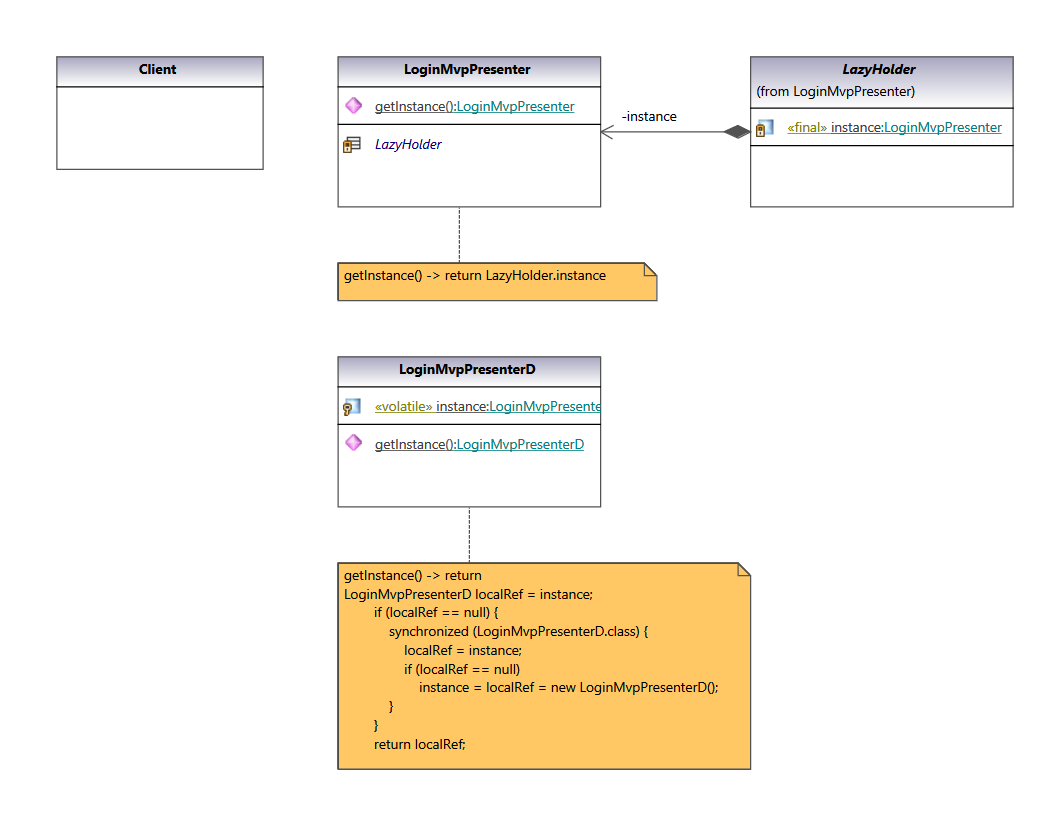 Client
LoginMvpPresenter
getInstance():LoginMvpPresenter
LazyHolder
-instance
LazyHolder
(from LoginMvpPresenter)
«final» instance:LoginMvpPresenter
getInstance() -> return LazyHolder.instance
LoginMvpPresenterD
«volatile» instance:LoginMvpPresente
getInstance():LoginMvpPresenterD
getInstance() -> return
LoginMvpPresenterD localRef = instance;
if (localRef == null) {
synchronized (LoginMvpPresenterD.class) {
localRef = instance;
if (localRef == null)
instance = localRef = new LoginMvpPresenterD();
}
}
return localRef;